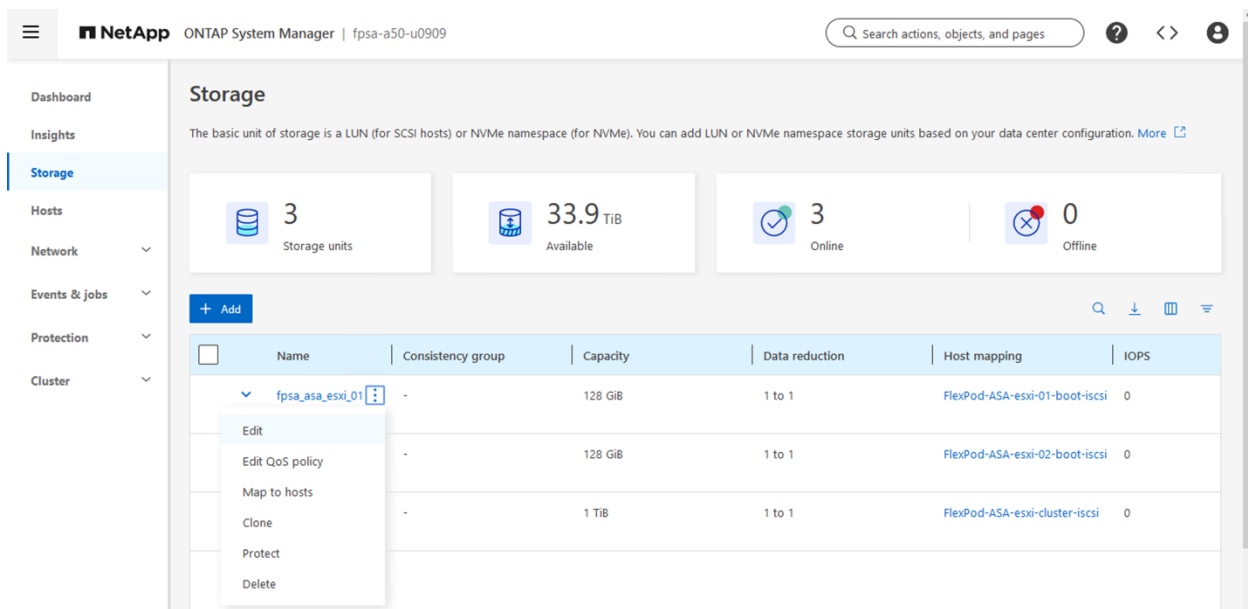 NetApp ONTAP System Manager | fpsa-a50-u0909
Search actions, objects, and pages
Dashboard
Insights
Storage
Hosts
Network
Events & jobs
Protection
Cluster
Storage
The basic unit of storage is a LUN (for SCSI hosts) or NVMe namespace (for NVMe). You can add LUN or NVMe namespace storage units based on your data center configuration. More
3
Storage units
33.9 TiB
Available
3
Online
0
Offline
+ Add
Name Consistency group Capacity Data reduction Host mapping IOPS
fpsa_asa_esxi_01 - 128 GiB 1 to 1 FlexPod-ASA-esxi-01-boot-iscsi 0
- 128 GiB 1 to 1 FlexPod-ASA-esxi-02-boot-iscsi 0
- 1 TiB 1 to 1 FlexPod-ASA-esxi-cluster-iscsi 0
Edit
Edit QoS policy
Map to hosts
Clone
Protect
Delete